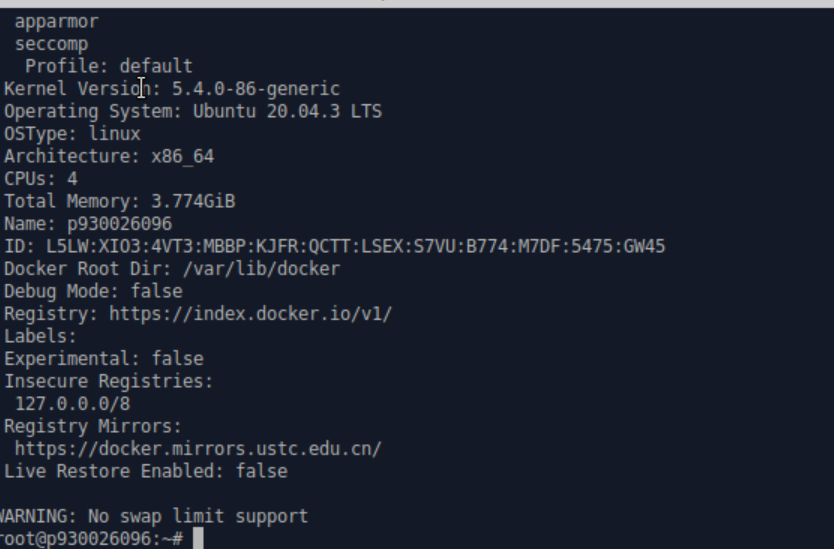 apparmor
seccomp
Profile: default
Kernel Version: 5.4.0-86-generic
Operating System: Ubuntu 20.04.3 LTS
OSType: linux
Architecture: x86_64
CPUs: 4
Total Memory: 3.774GiB
Name: p930026096
ID: L5LW:XIO3:4VT3:MBBP:KJFR:QCTT:LSEX:S7VU:B774:M7DF:5475:GW45
Docker Root Dir: /var/lib/docker
Debug Mode: false
Registry: https://index.docker.io/v1/
Labels:
Experimental: false
Insecure Registries:
127.0.0.0/8
Registry Mirrors:
https://docker.mirrors.ustc.edu.cn/
Live Restore Enabled: false
WARNING: No swap limit support
root@p930026096:~#